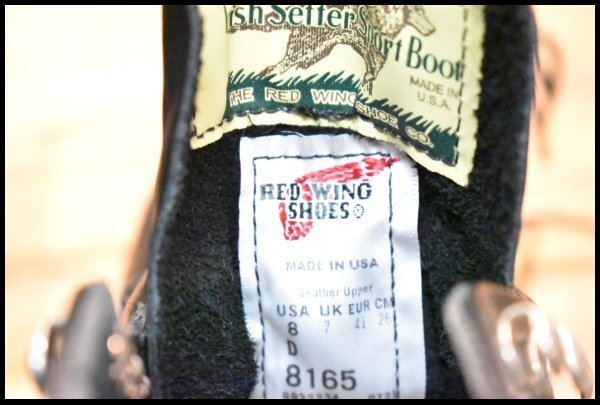 Setter
Sport Boot
MADE IN
U.S.A.
THE RED WING
SHOE CO.
RED WING
SHOES®
MADE IN USA
Leather Upper
USA UK EUR CM
8 7 41 26
D
8165